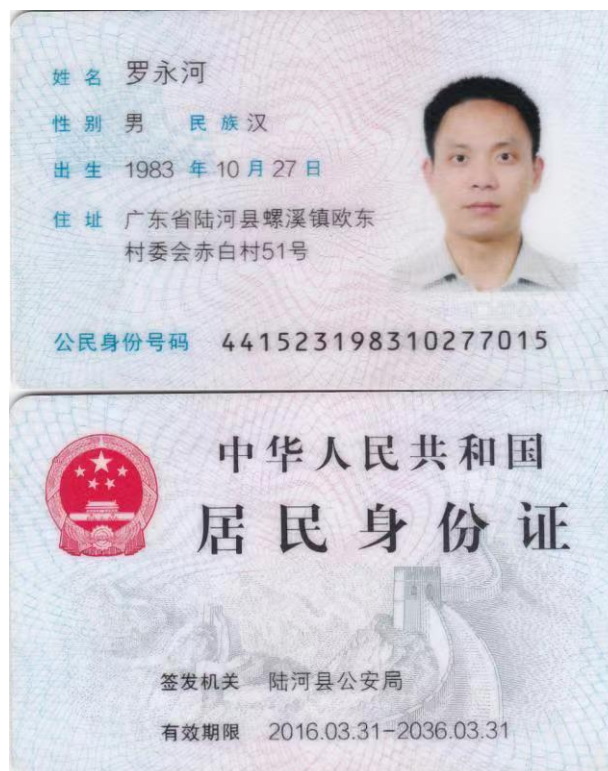 姓名 罗永河
性别 男 民族 汉
出生 1983 年 10 月 27 日
住址 广东省陆河县螺溪镇欧东
村委会赤白村51号
公民身份号码 441523198310277015
中华人民共和国
居民身份证
签发机关 陆河县公安局
有效期限 2016.03.31-2036.03.31